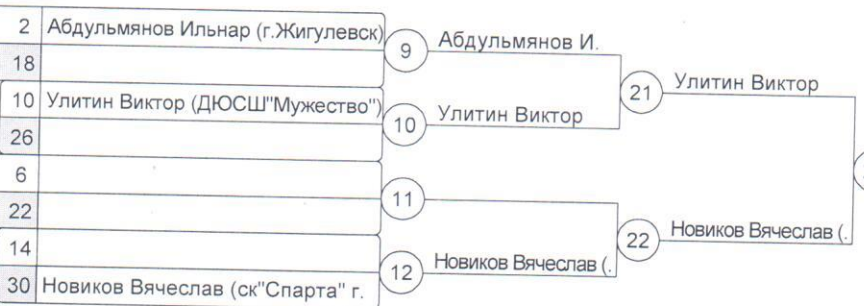 2 Абдульмянов Ильнар (г.Жигулевск)
18
10 Улитин Виктор (ДЮСШ"Мужество")
26
6
22
14
30 Новиков Вячеслав (ск"Спарта" г.
9 Абдульмянов И.
10 Улитин Виктор
11
12 Новиков Вячеслав (.
21 Улитин Виктор
22 Новиков Вячеслав (.